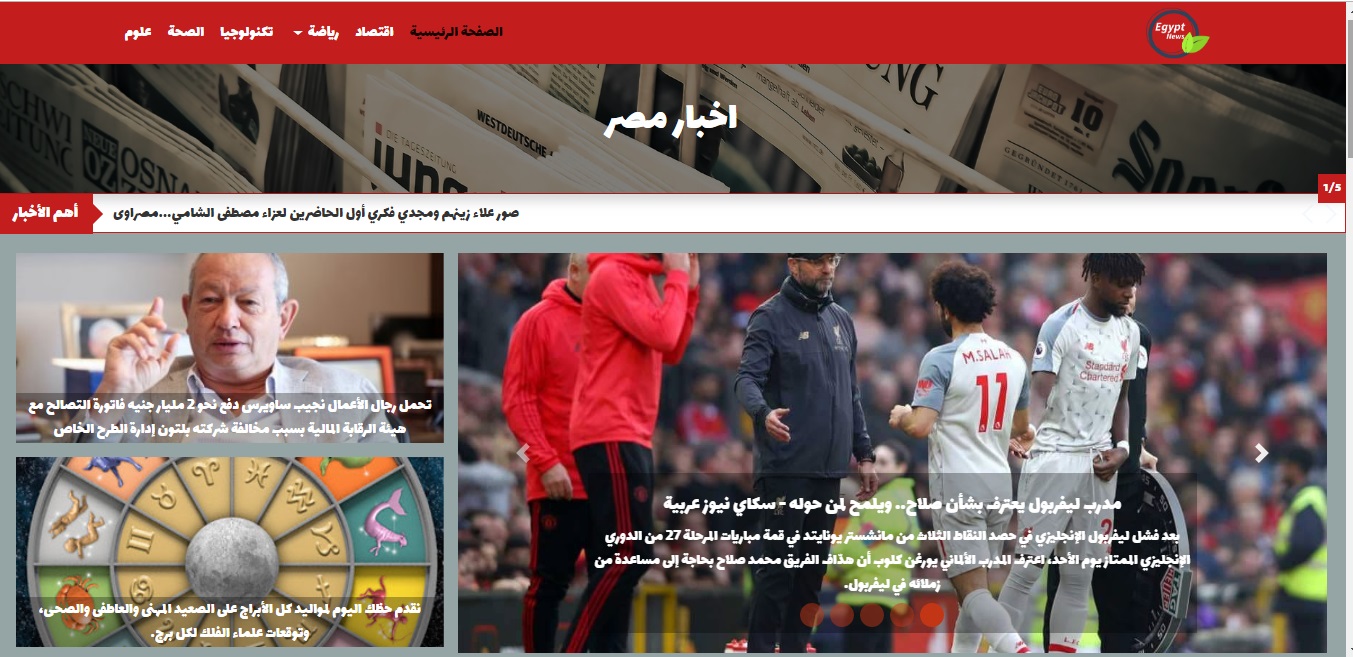 Egypt
News
الصفحة الرئيسية
اقتصاد
رياضة
تكنولوجيا
الصحة
علوم
WESTDEUTSCHE
DIE TAGESZEITUNG
GEGRÜNDET
10
اخبار مصر
1/5
أهم الأخبار
صور علاء زينهم ومجدي فكري أول الحاضرين لعزاء مصطفى الشامي...مصراوى
M.SALAH
11
Standard
Chartered
مدرب ليفربول يعترف بشأن صلاح.. ويلمح لمن حوله - سكاي نيوز عربية
بعد فشل ليفربول الإنجليزي في حصد النقاط الثلاث من مانشستر يونايتد في قمة مباريات المرحلة 27 من الدوري
الإنجليزي الممتاز يوم الأحد، اعترف المدرب الألماني يورغن كلوب أن هداف الفريق محمد صلاح بحاجة إلى مساعدة من
زملائه في ليفربول.
تحمل رجال الأعمال نجيب ساويرس دفع نحو 2 مليار جنيه فاتورة التصالح مع
هيئة الرقابة المالية بسبب مخالفة شركته بلتون إدارة الطرح الخاص
نقدم حظك اليوم لمواليد كل الأبراج على الصعيد المهنى والعاطفى والصحى،
وتوقعات علماء الفلك لكل برج.